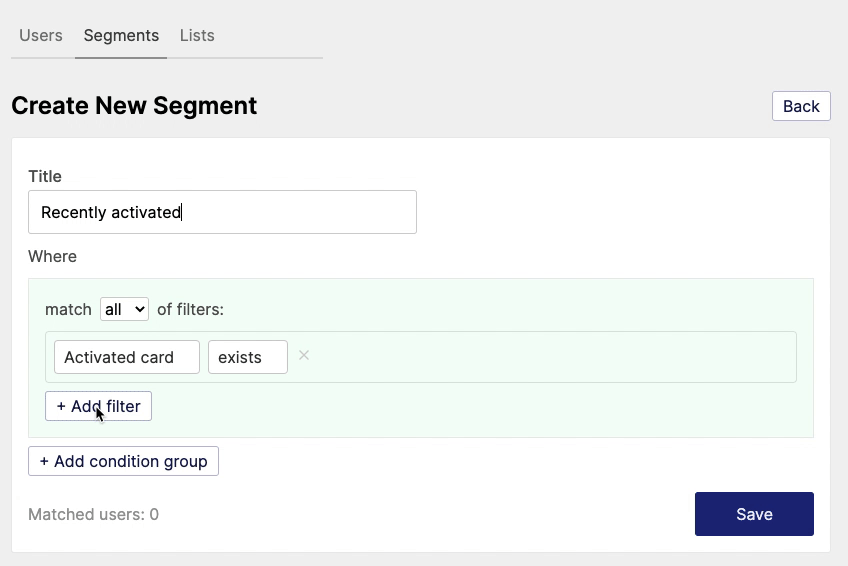 Users Segments Lists
Create New Segment
Back
Title
Recently activated
Where
match all of filters:
Activated card exists ×
+ Add filter
+ Add condition group
Matched users: 0
Save